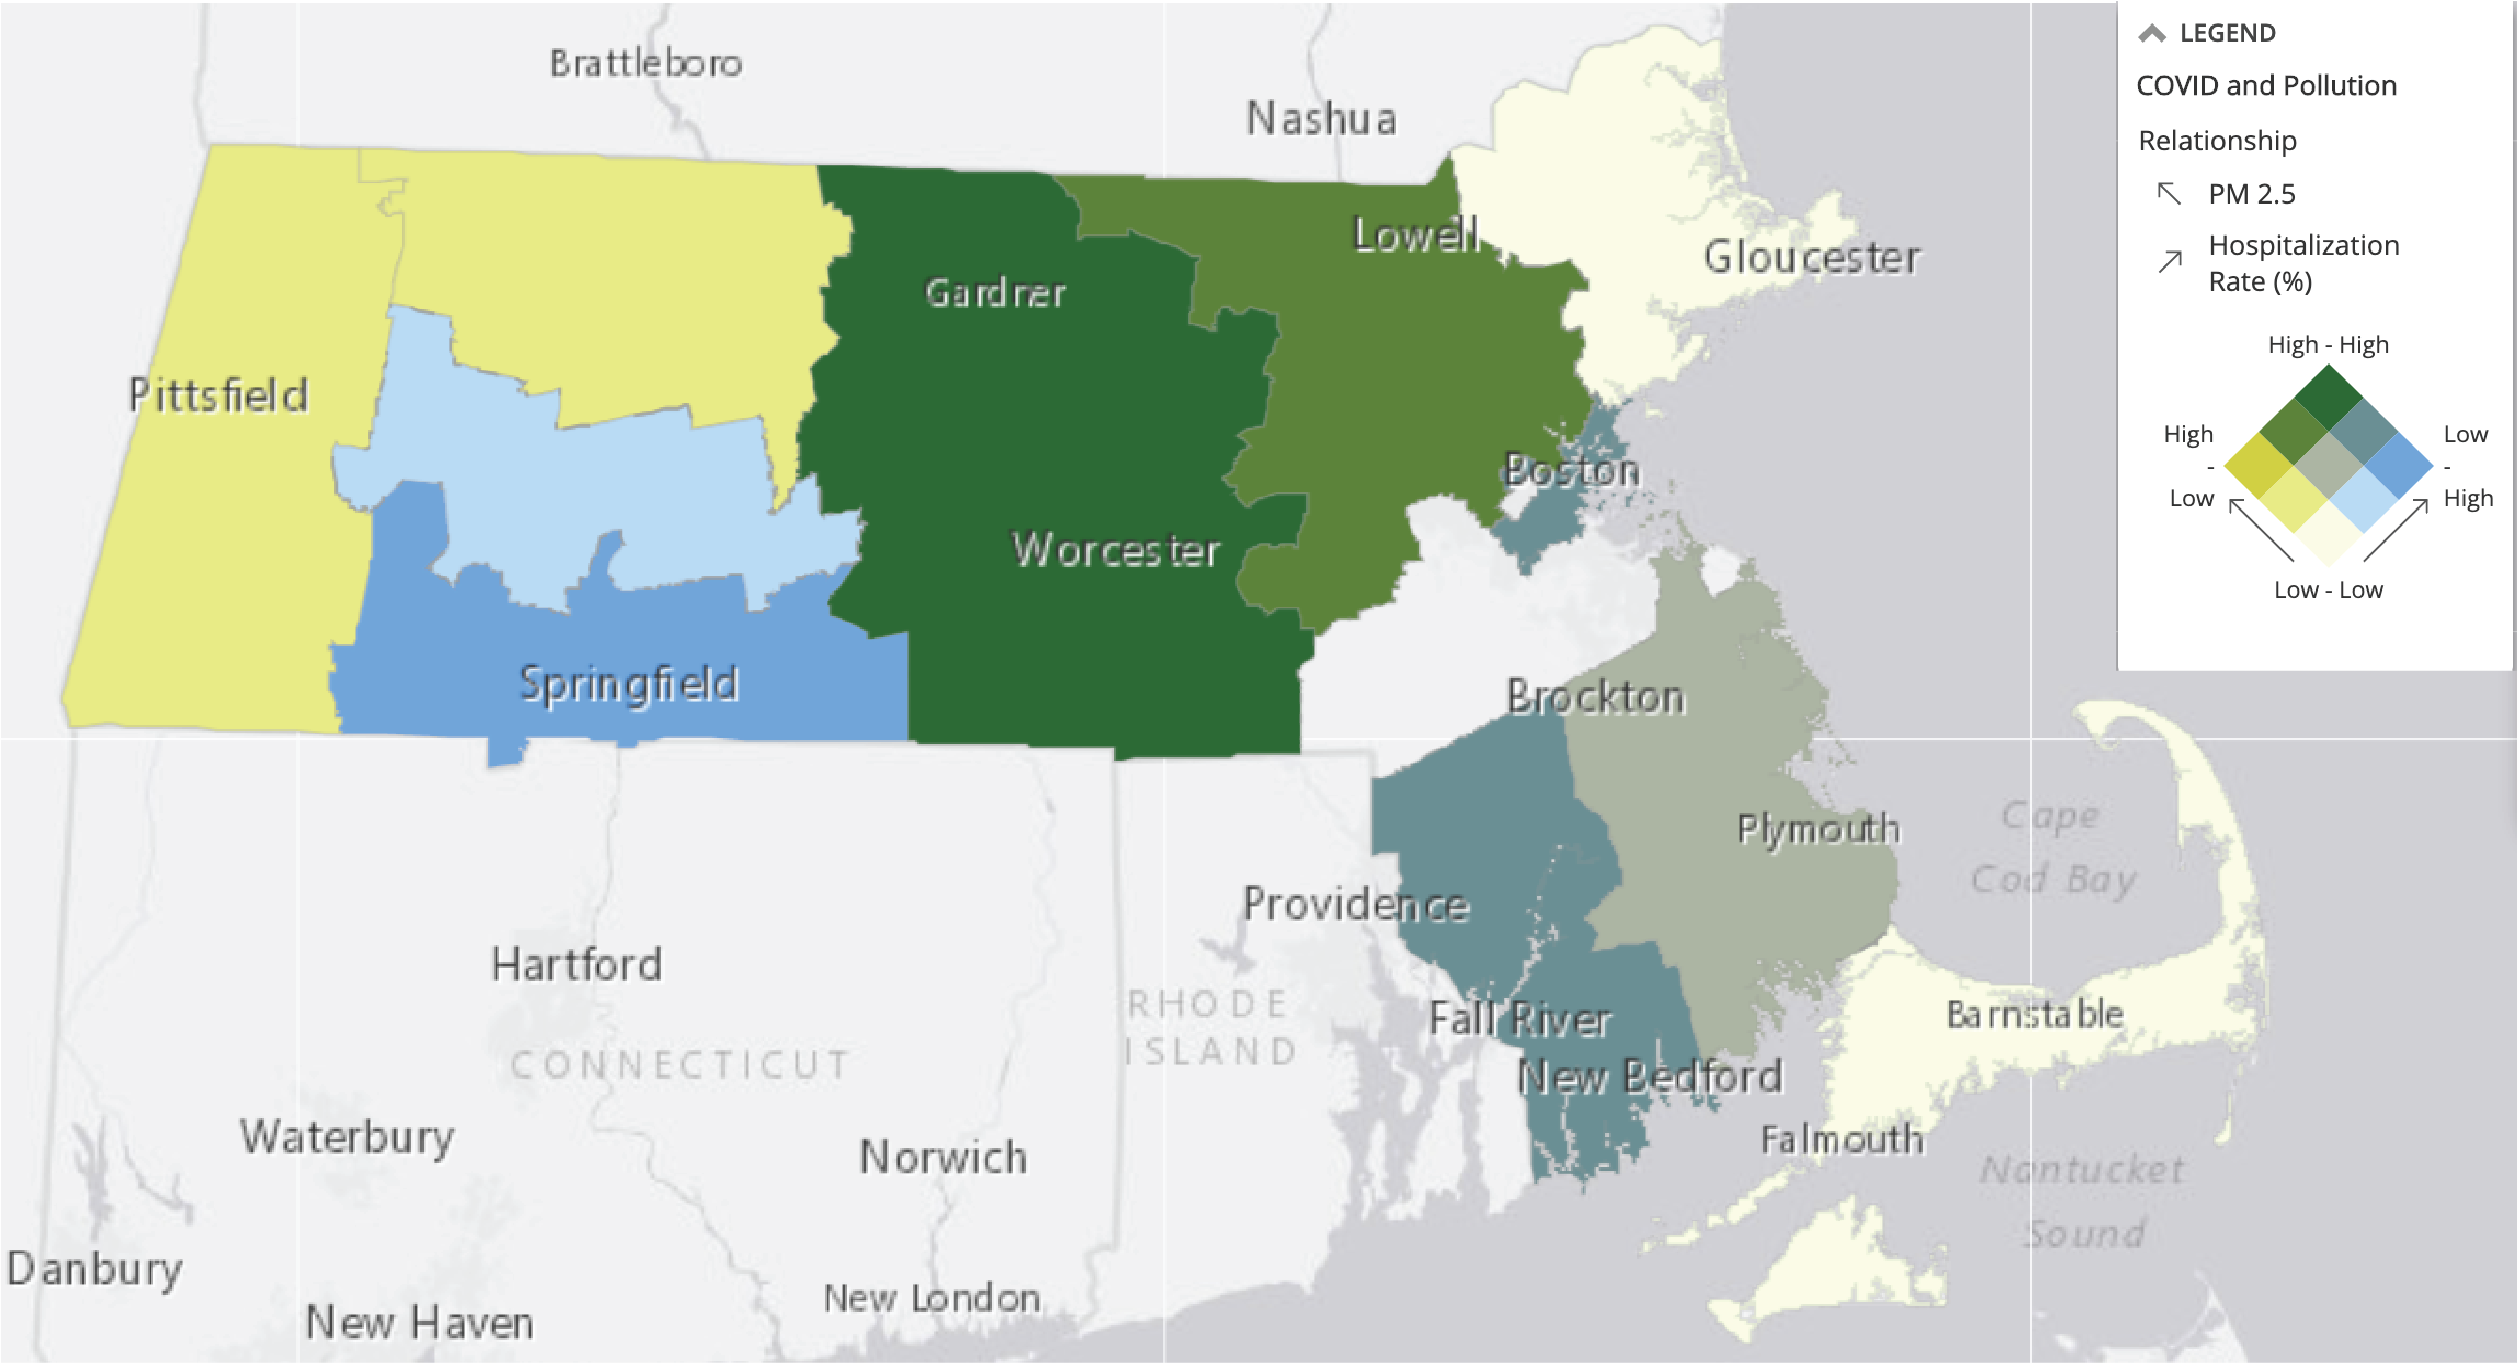 Brattleboro
Nashua
Lowell
Gloucester
Gardner
Pittsfield
Boston
Worcester
Springfield
Brockton
Plymouth
Cape
Cod Bay
Providence
Hartford
RHODE
ISLAND
Fall River
Barnstable
CONNECTICUT
New Bedford
Waterbury
Norwich
Falmouth
Nantucket
Sound
Danbury
New London
New Haven
LEGEND
COVID and Pollution
Relationship
PM 2.5
Hospitalization
Rate (%)
High - High
High
-
Low
Low
-
High
Low - Low